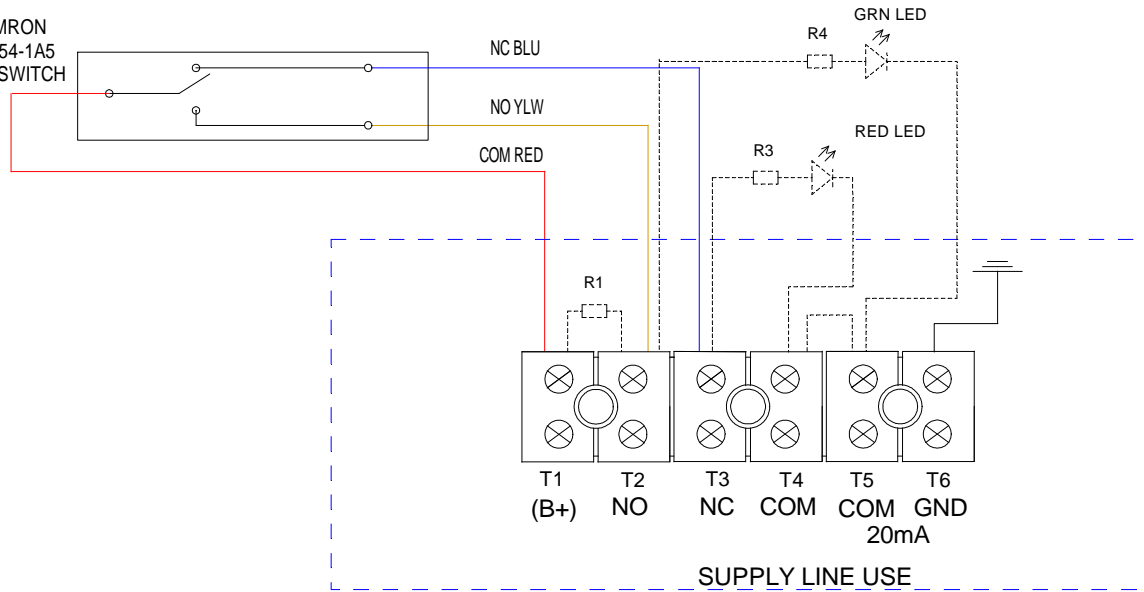 54-1A5
SWITCH
NC BLU
NO YLW
COM RED
GRN LED
R4
RED LED
R3
R1
T1 T2 T3 T4 T5 T6
(B+) NO NC COM COM GND
20mA
SUPPLY LINE USE